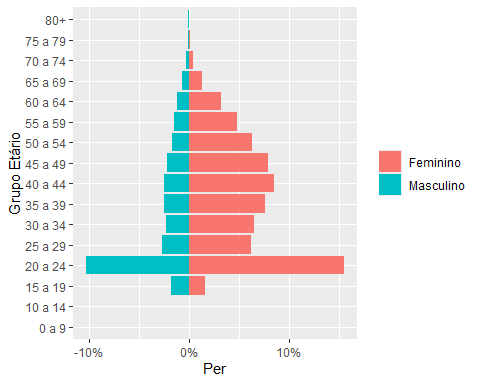 Grupo Etário
80+
75 a 79
70 a 74
65 a 69
60 a 64
55 a 59
50 a 54
45 a 49
40 a 44
35 a 39
30 a 34
25 a 29
20 a 24
15 a 19
10 a 14
0 a 9
-10% 0% 10%
Per
Feminino
Masculino